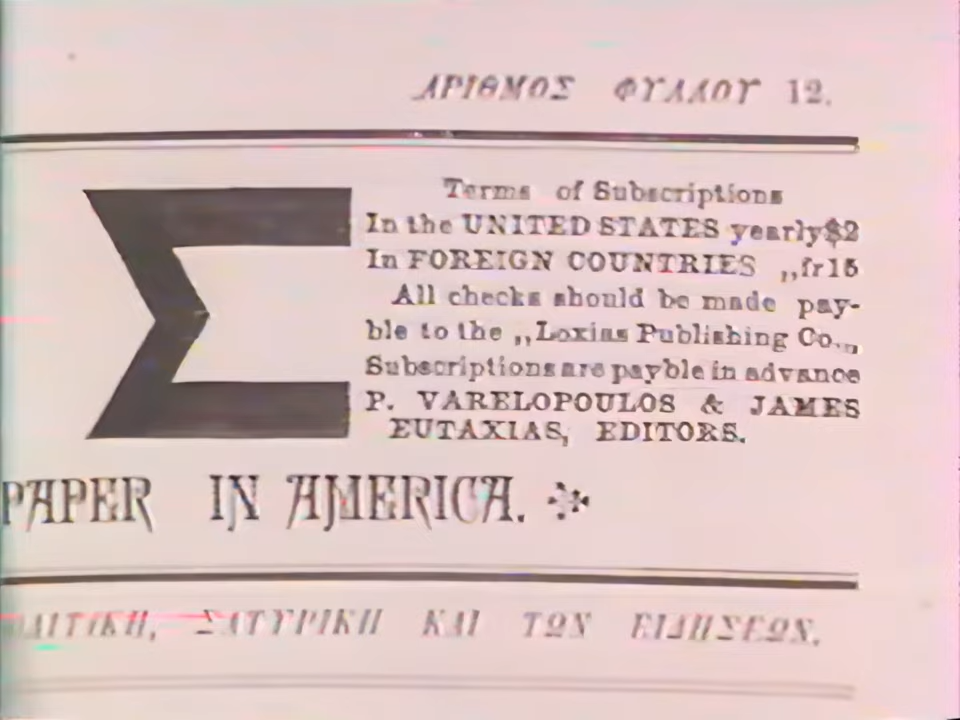 ΑΡΙΘΜΟΣ ΦΥΛΛΟΥ 12.
Σ
Terms of Subscriptions
In the UNITED STATES yearly $2
In FOREIGN COUNTRIES ,,fr15
All checks should be made pay-
ble to the ,,Loxias Publishing Co.,,
Subscriptions are payble in advance
P. VARELOPOULOS & JAMES
EUTAXIAS, EDITORS.
PAPER IN AMERICA.
ΣΑΤΥΡΙΚΗ ΚΑΙ ΤΩΝ ΕΙΔΗΣΕΩΝ.